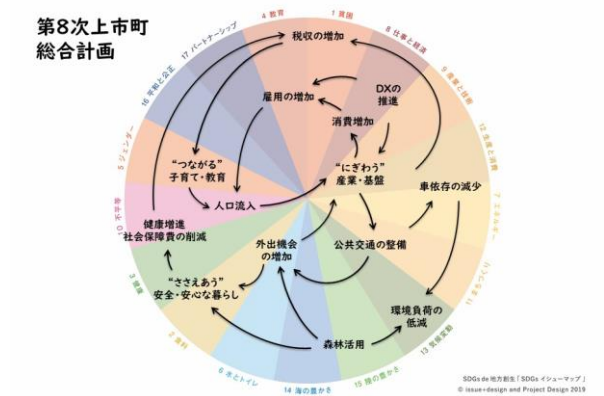 第8次上市町
総合計画
17 パートナーシップ
4 教育
1 貧困
8 仕事と経済
9 産業と技術
12 生産と消費
7 エネルギー
11 まちづくり
13 気候変動
15 陸の豊かさ
14 海の豊かさ
6 水とトイレ
2 食料
3 健康
10 不平等
5 ジェンダー
16 平和と公正
税収の増加
雇用の増加
DXの
推進
消費増加
“つながる”
子育て・教育
人口流入
“にぎわう”
産業・基盤
車依存の減少
健康増進
社会保障費の削減
外出機会
の増加
公共交通の整備
“ささえあう”
安全・安心な暮らし
環境負荷の
低減
森林活用
SDGs de 地方創生「SDGs イシューマップ」
© issue+design and Project Design 2019